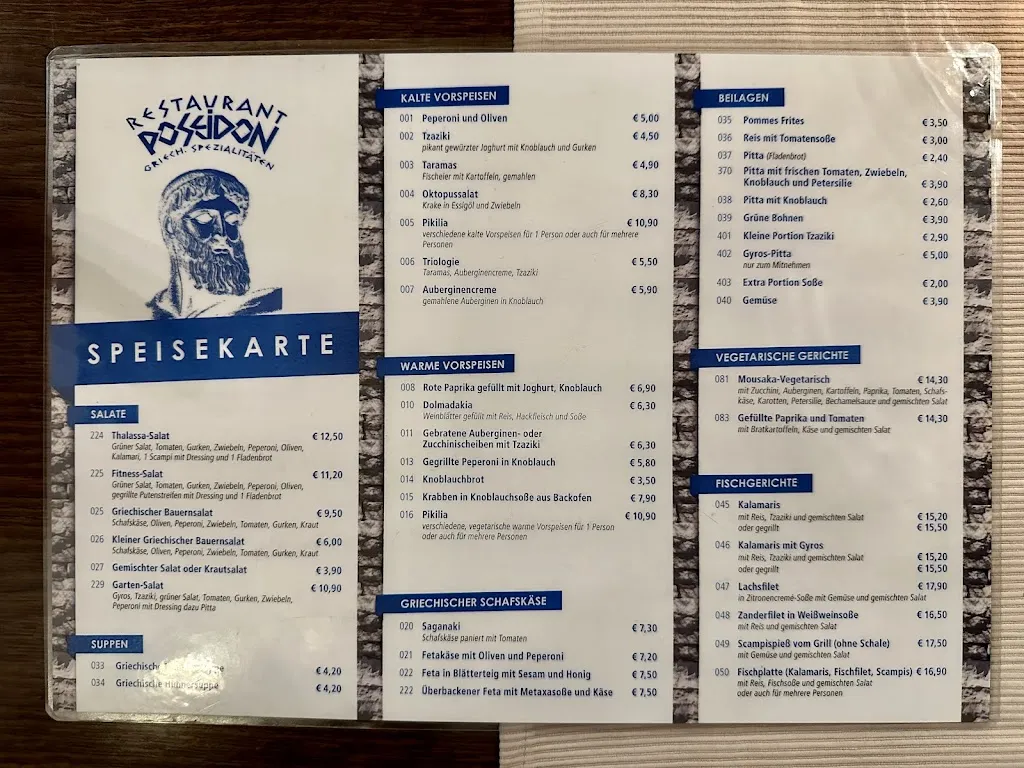 RESTAURANT
POSEIDON
GRIECH. SPEZIALITÄTEN
SPEISEKARTE
SALATE
224 Thalassa-Salat € 12,50
Grüner Salat, Tomaten, Gurken, Zwiebeln, Peperoni, Oliven,
Kalamari, 1 Scampi mit Dressing und 1 Fladenbrot
225 Fitness-Salat € 11,20
Grüner Salat, Tomaten, Gurken, Zwiebeln, Peperoni, Oliven,
gegrillte Putenstreifen mit Dressing und 1 Fladenbrot
025 Griechischer Bauernsalat € 9,50
Schafskäse, Oliven, Peperoni, Zwiebeln, Tomaten, Gurken, Kraut
026 Kleiner Griechischer Bauernsalat € 6,00
Schafskäse, Oliven, Peperoni, Zwiebeln, Tomaten, Gurken, Kraut
027 Gemischter Salat oder Krautsalat € 3,90
229 Garten-Salat € 10,90
Gyros, Tzaziki, grüner Salat, Tomaten, Gurken, Zwiebeln,
Peperoni mit Dressing dazu Pitta
SUPPEN
033 Griechische € 4,20
034 Griechische Hühnersuppe € 4,20
KALTE VORSPEISEN
001 Peperoni und Oliven € 5,00
002 Tzaziki € 4,50
pikant gewürzter Joghurt mit Knoblauch und Gurken
003 Taramas € 4,90
Fischeier mit Kartoffeln, gemahlen
004 Oktopussalat € 8,30
Krake in Essigöl und Zwiebeln
005 Pikilia € 10,90
verschiedene kalte Vorspeisen für 1 Person oder auch für mehrere
Personen
006 Triologie € 5,50
Taramas, Auberginencreme, Tzaziki
007 Auberginencreme € 5,90
gemahlene Auberginen in Knoblauch
WARME VORSPEISEN
008 Rote Paprika gefüllt mit Joghurt, Knoblauch € 6,90
010 Dolmadakia € 6,30
Weinblätter gefüllt mit Reis, Hackfleisch und Soße
011 Gebratene Auberginen- oder
Zucchinischeiben mit Tzaziki € 6,30
013 Gegrillte Peperoni in Knoblauch € 5,80
014 Knoblauchbrot € 3,50
015 Krabben in Knoblauchsoße aus Backofen € 7,90
016 Pikilia € 10,90
verschiedene, vegetarische warme Vorspeisen für 1 Person
oder auch für mehrere Personen
GRIECHISCHER SCHAFSKÄSE
020 Saganaki € 7,30
Schafskäse paniert mit Tomaten
021 Fetakäse mit Oliven und Peperoni € 7,20
022 Feta in Blätterteig mit Sesam und Honig € 7,50
222 Überbackener Feta mit Metaxasoße und Käse € 7,50
BEILAGEN
035 Pommes Frites € 3,50
036 Reis mit Tomatensoße € 3,00
037 Pitta (Fladenbrot) € 2,40
370 Pitta mit frischen Tomaten, Zwiebeln,
Knoblauch und Petersilie € 3,90
038 Pitta mit Knoblauch € 2,60
039 Grüne Bohnen € 3,90
401 Kleine Portion Tzaziki € 2,90
402 Gyros-Pitta € 5,00
nur zum Mitnehmen
403 Extra Portion Soße € 2,00
040 Gemüse € 3,90
VEGETARISCHE GERICHTE
081 Mousaka-Vegetarisch € 14,30
mit Zucchini, Auberginen, Kartoffeln, Paprika, Tomaten, Schafs-
käse, Karotten, Petersilie, Bechamelsauce und gemischten Salat
083 Gefüllte Paprika und Tomaten € 14,30
mit Bratkartoffeln, Käse und gemischten Salat
FISCHGERICHTE
045 Kalamaris
mit Reis, Tzaziki und gemischten Salat € 15,20
oder gegrillt € 15,50
046 Kalamaris mit Gyros
mit Reis, Tzaziki und gemischten Salat € 15,20
oder gegrillt € 15,50
047 Lachsfilet € 17,90
in Zitronencremé-Soße mit Gemüse und gemischten Salat
048 Zanderfilet in Weißweinsoße € 16,50
mit Reis und gemischten Salat
049 Scampispieß vom Grill (ohne Schale) € 17,50
mit Gemüse und gemischten Salat
050 Fischplatte (Kalamaris, Fischfilet, Scampis) € 16,90
mit Reis, Fischsoße und gemischten Salat
oder auch für mehrere Personen